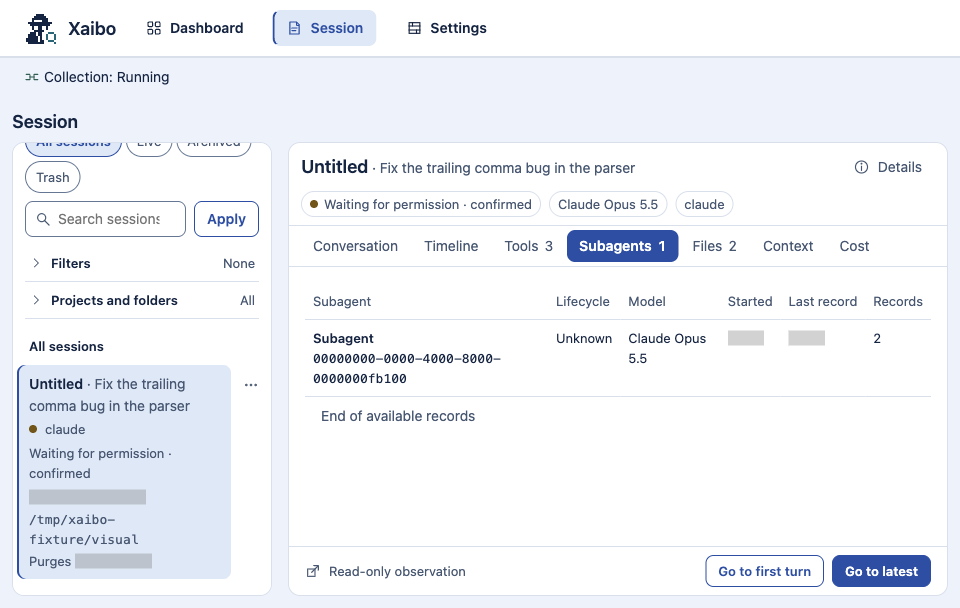 Xaibo
Dashboard
Session
Settings
Collection: Running
Session
All sessions
Live
Archived
Trash
Search sessions
Apply
Filters
None
Projects and folders
All
All sessions
Untitled · Fix the trailing
comma bug in the parser
...
claude
Waiting for permission ·
confirmed
/tmp/xaibo-
fixture/visual
Purges
Untitled · Fix the trailing comma bug in the parser
Details
Waiting for permission · confirmed
Claude Opus 5.5
claude
Conversation
Timeline
Tools 3
Subagents 1
Files 2
Context
Cost
Subagent Lifecycle Model Started Last record Records
Subagent Unknown Claude Opus 2
00000000-0000-4000-8000- 5.5
0000000fb100
End of available records
Read-only observation
Go to first turn
Go to latest